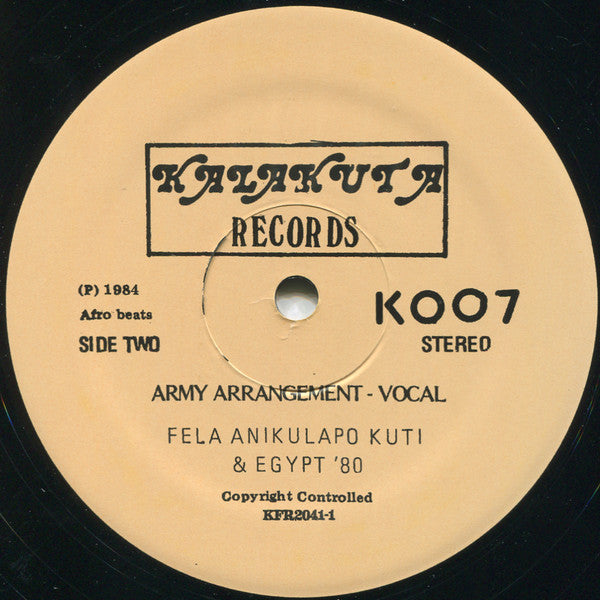 KALAKUTA
RECORDS
(P) 1984
Afro beats
SIDE TWO
K007
STEREO
ARMY ARRANGEMENT - VOCAL
FELA ANIKULAPO KUTI
& EGYPT '80
Copyright Controlled
KFR2041-1